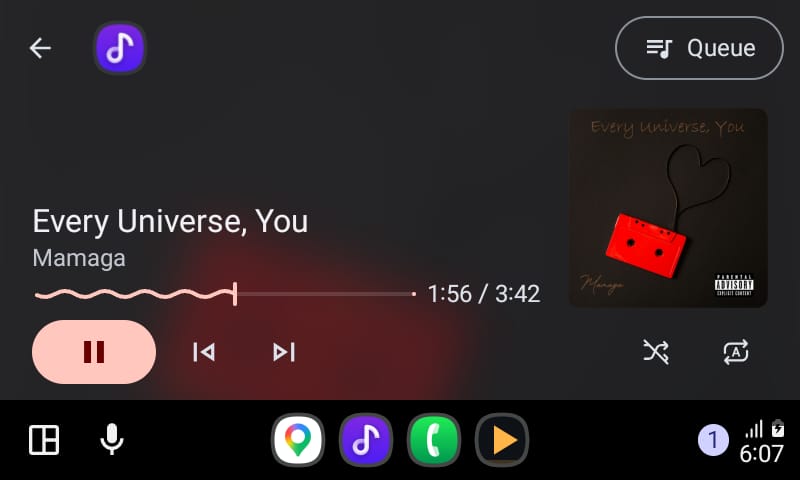 Queue
Every Universe, You
Mamaga
PARENTAL
ADVISORY
EXPLICIT CONTENT
Every Universe, You
Mamaga
1:56 / 3:42
A
1
6:07